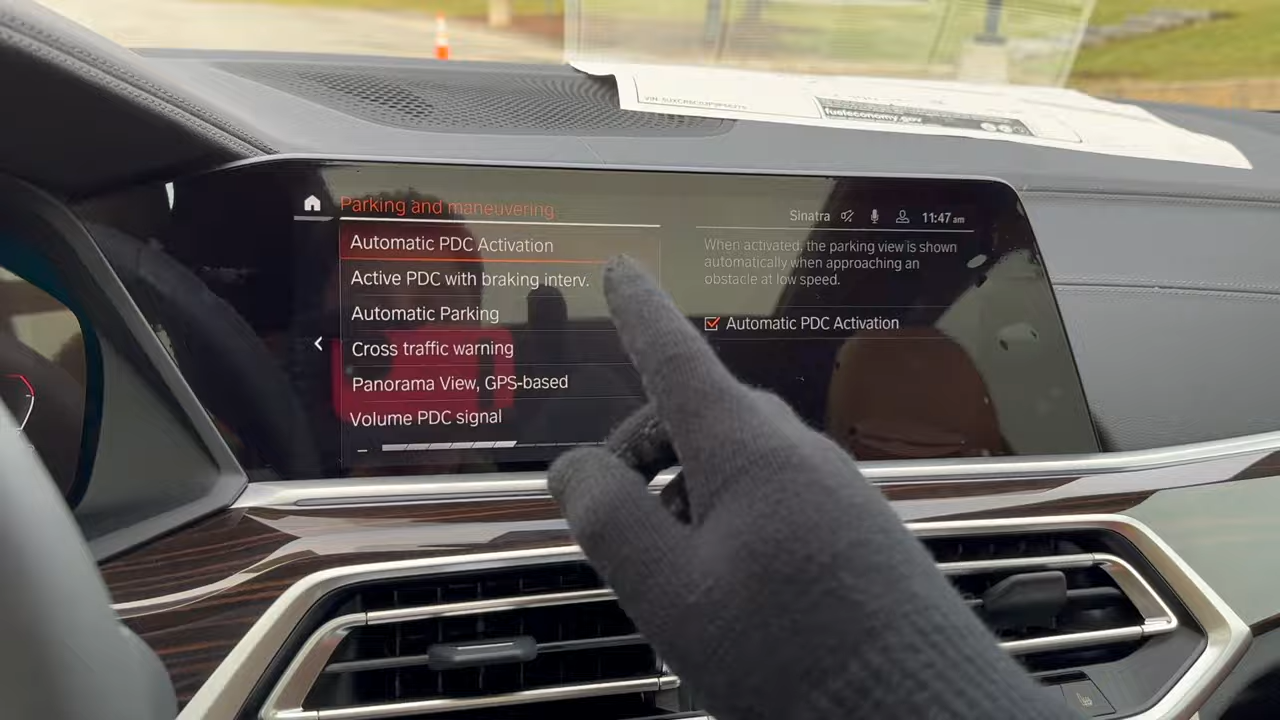 fueleconomy.gov
Parking and maneuvering
Sinatra
11:47 am
Automatic PDC Activation
Active PDC with braking interv.
Automatic Parking
Cross traffic warning
Panorama View, GPS-based
Volume PDC signal
When activated, the parking view is shown
automatically when approaching an
obstacle at low speed.
Automatic PDC Activation